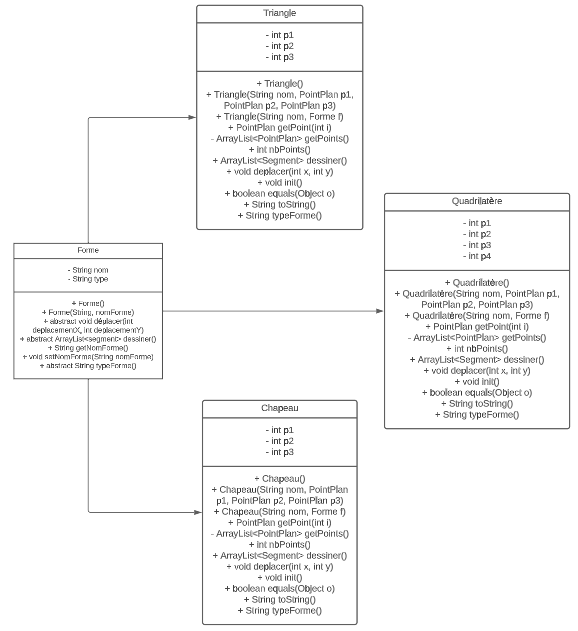 Triangle
- int p1
- int p2
- int p3
+ Triangle()
+ Triangle(String nom, PointPlan p1,
PointPlan p2, PointPlan p3)
+ Triangle(String nom, Forme f)
+ PointPlan getPoint(int i)
- ArrayList<PointPlan> getPoints()
+ int nbPoints()
+ ArrayList<Segment> dessiner()
+ void deplacer(int x, int y)
+ void init()
+ boolean equals(Object o)
+ String toString()
+ String typeForme()
Forme
- String nom
- String type
+ Forme()
+ Forme(String, nomForme)
+ abstract void déplacer(int
deplacementX, int deplacementY)
+ abstract ArrayList<segment> dessiner()
+ String getNomForme()
+ void setNomForme(String nomForme)
+ abstract String typeForme()
Quadrilatère
- int p1
- int p2
- int p3
- int p4
+ Quadrilatère()
+ Quadrilatère(String nom, PointPlan p1,
PointPlan p2, PointPlan p3)
+ Quadrilatère(String nom, Forme f)
+ PointPlan getPoint(int i)
- ArrayList<PointPlan> getPoints()
+ int nbPoints()
+ ArrayList<Segment> dessiner()
+ void deplacer(int x, int y)
+ void init()
+ boolean equals(Object o)
+ String toString()
+ String typeForme()
Chapeau
- int p1
- int p2
- int p3
+ Chapeau()
+ Chapeau(String nom, PointPlan
p1, PointPlan p2, PointPlan p3)
+ Chapeau(String nom, Forme f)
+ PointPlan getPoint(int i)
- ArrayList<PointPlan> getPoints()
+ int nbPoints()
+ ArrayList<Segment> dessiner()
+ void deplacer(int x, int y)
+ void init()
+ boolean equals(Object o)
+ String toString()
+ String typeForme()